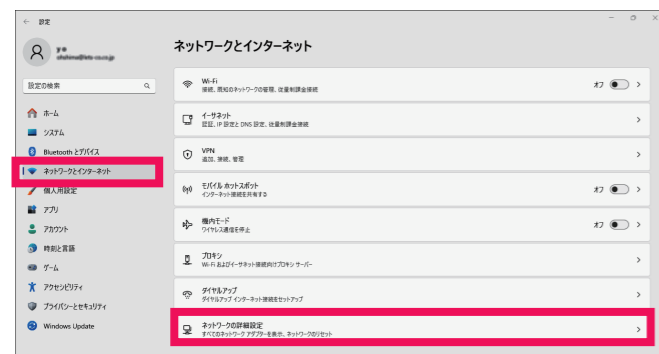 設定
ネットワークとインターネット
設定の検索
ホーム
システム
Bluetooth とデバイス
ネットワークとインターネット
個人用設定
アプリ
アカウント
時刻と言語
ゲーム
アクセシビリティ
プライバシーとセキュリティ
Windows Update
Wi-Fi
接続、既知のネットワークの管理、従量制課金接続
オフ
イーサネット
認証、IP 設定と DNS 設定、従量制課金接続
VPN
追加、接続、管理
モバイル ホットスポット
インターネット接続を共有する
オフ
機内モード
ワイヤレス通信を停止
オフ
プロキシ
Wi-Fi およびイーサネット接続向けプロキシ サーバー
ダイヤルアップ
ダイヤルアップ インターネット接続をセットアップ
ネットワークの詳細設定
すべてのネットワーク アダプターを表示、ネットワークのリセット